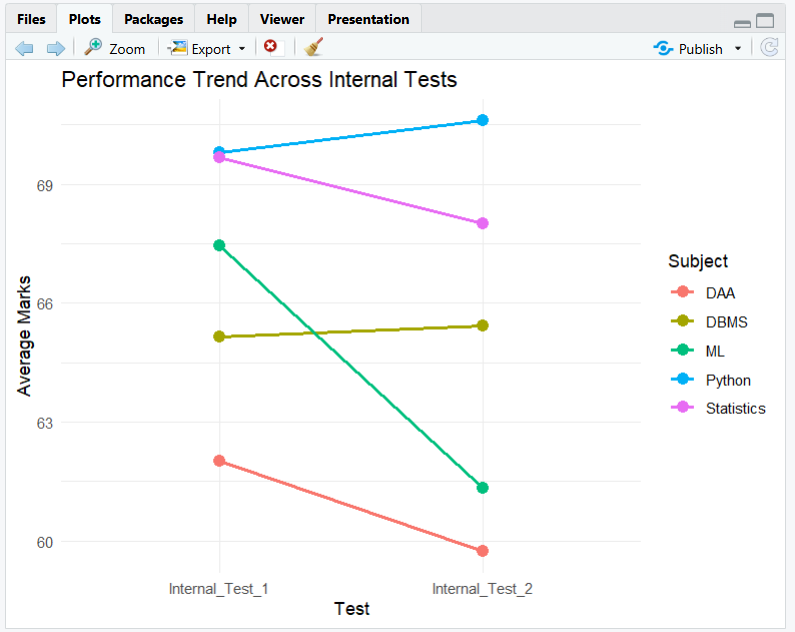 Files Plots Packages Help Viewer Presentation
Zoom Export Publish
Performance Trend Across Internal Tests
69
66
63
60
Average Marks
Internal_Test_1 Internal_Test_2
Test
Subject
DAA
DBMS
ML
Python
Statistics